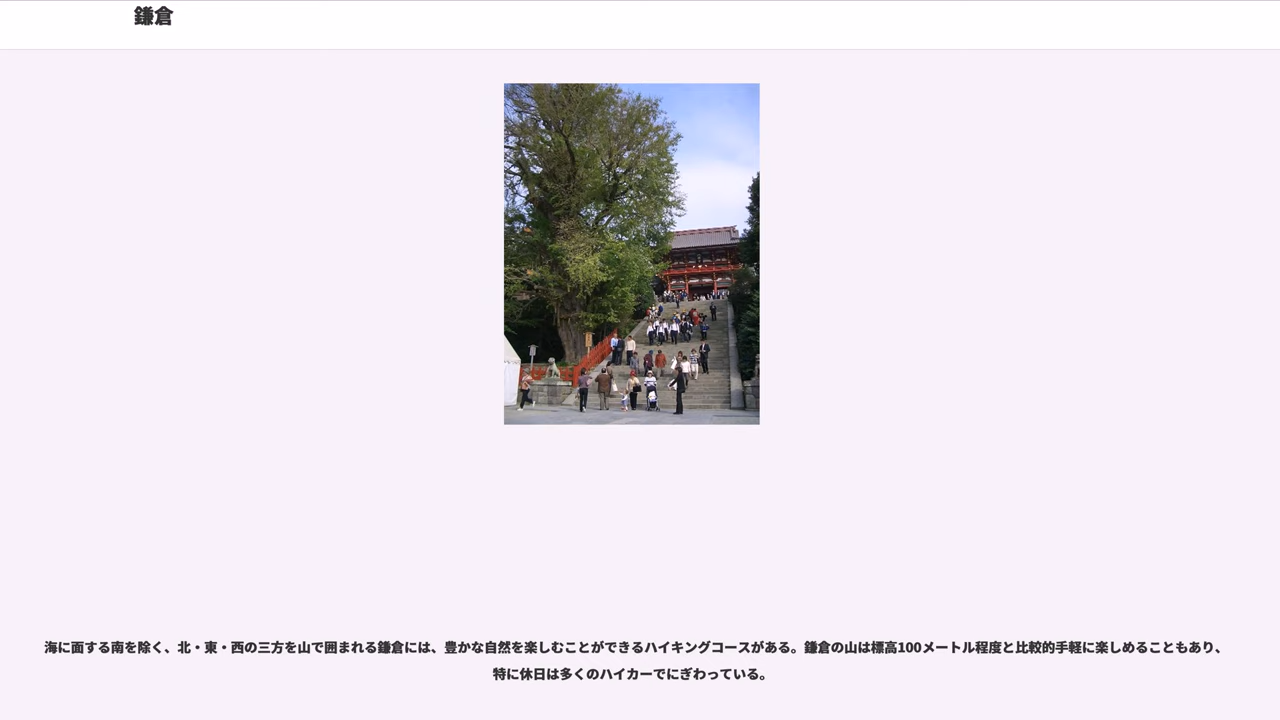 鎌倉
海に面する南を除く、北・東・西の三方を山で囲まれる鎌倉には、豊かな自然を楽しむことができるハイキングコースがある。鎌倉の山は標高100メートル程度と比較的手軽に楽しめることもあり、
特に休日は多くのハイカーでにぎわっている。